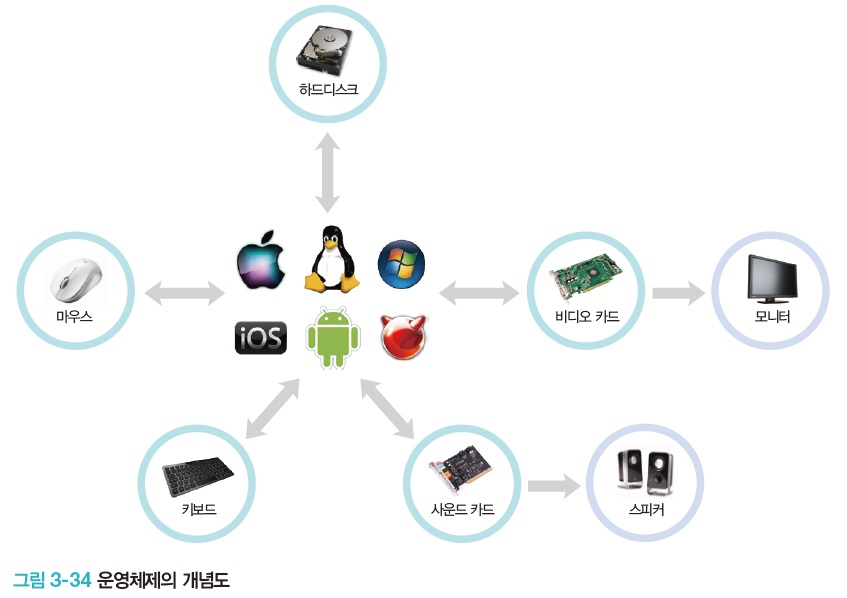 하드디스크
마우스
iOS
비디오 카드
모니터
키보드
사운드 카드
스피커
그림 3-34 운영체제의 개념도